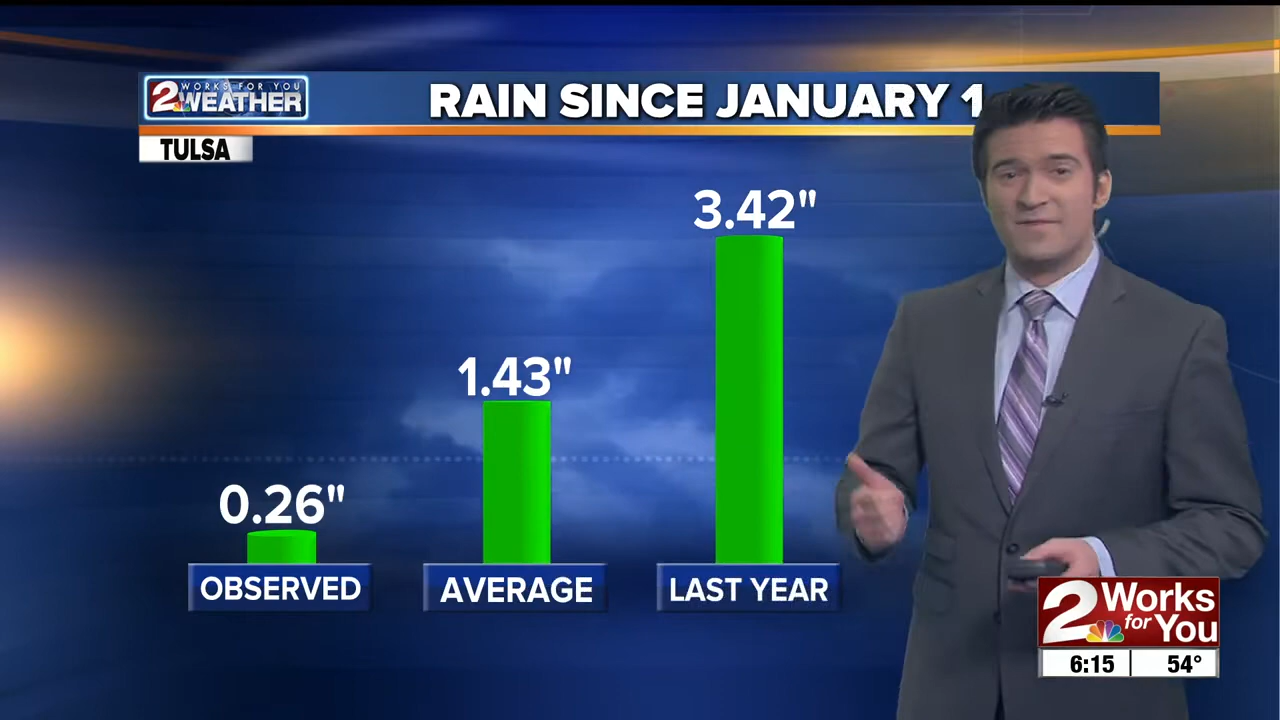 2 WORKS FOR YOU
WEATHER
RAIN SINCE JANUARY 1
TULSA
3.42"
1.43"
0.26"
OBSERVED
AVERAGE
LAST YEAR
2 Works
for You
6:15 54°